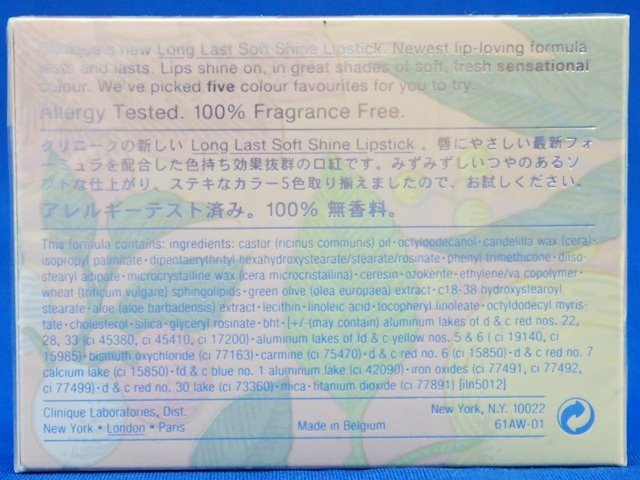 Clinique's new Long Last Soft Shine Lipstick. Newest lip-loving formula
lasts and lasts. Lips shine on, in great shades of soft, fresh sensational
colour. We've picked five colour favourites for you to try.
Allergy Tested. 100% Fragrance Free.
クリニークの新しい Long Last Soft Shine Lipstick 。唇にやさしい最新フォ
ーミュラを配合した色持ち効果抜群の口紅です。みずみずしいつやのあるソ
フトな仕上がり。ステキなカラー5色取り揃えましたので、お試しください。
アレルギーテスト済み。100% 無香料。
This formula contains: ingredients: castor (ricinus communis) oil・octyldodecanol・candelilla wax (cera)・
isopropyl palmitate・dipentaerythrityl hexahydroxystearate/stearate/rosinate・phenyl trimethicone・diiso-
stearyl adipate・microcrystalline wax (cera microcristallina)・ceresin・ozokerite・ethylene/va copolymer・
wheat (triticum vulgare) sphingolipids・green olive (olea europaea) extract・c18-38 hydroxystearoyl
stearate・aloe (aloe barbadensis) extract・lecithin・linoleic acid・tocopheryl linoleate・octyldodecyl myris-
tate・cholesterol・silica・glyceryl rosinate・bht・[+/-(may contain) aluminum lakes of d & c red nos. 22,
28, 33 (ci 45380, ci 45410, ci 17200)・aluminum lakes of fd & c yellow nos. 5 & 6 ( ci 19140, ci
15985)・bismuth oxychloride (ci 77163)・carmine (ci 75470)・d & c red no. 6 (ci 15850)・d & c red no. 7
calcium lake (ci 15850)・fd & c blue no. 1 aluminum lake (ci 42090)・iron oxides (ci 77491, ci 77492,
ci 77499)・d & c red no. 30 lake (ci 73360)・mica・titanium dioxide (ci 77891) [iln5012]
Clinique Laboratories, Dist. New York, N.Y. 10022
New York • London • Paris Made in Belgium 61AW-01